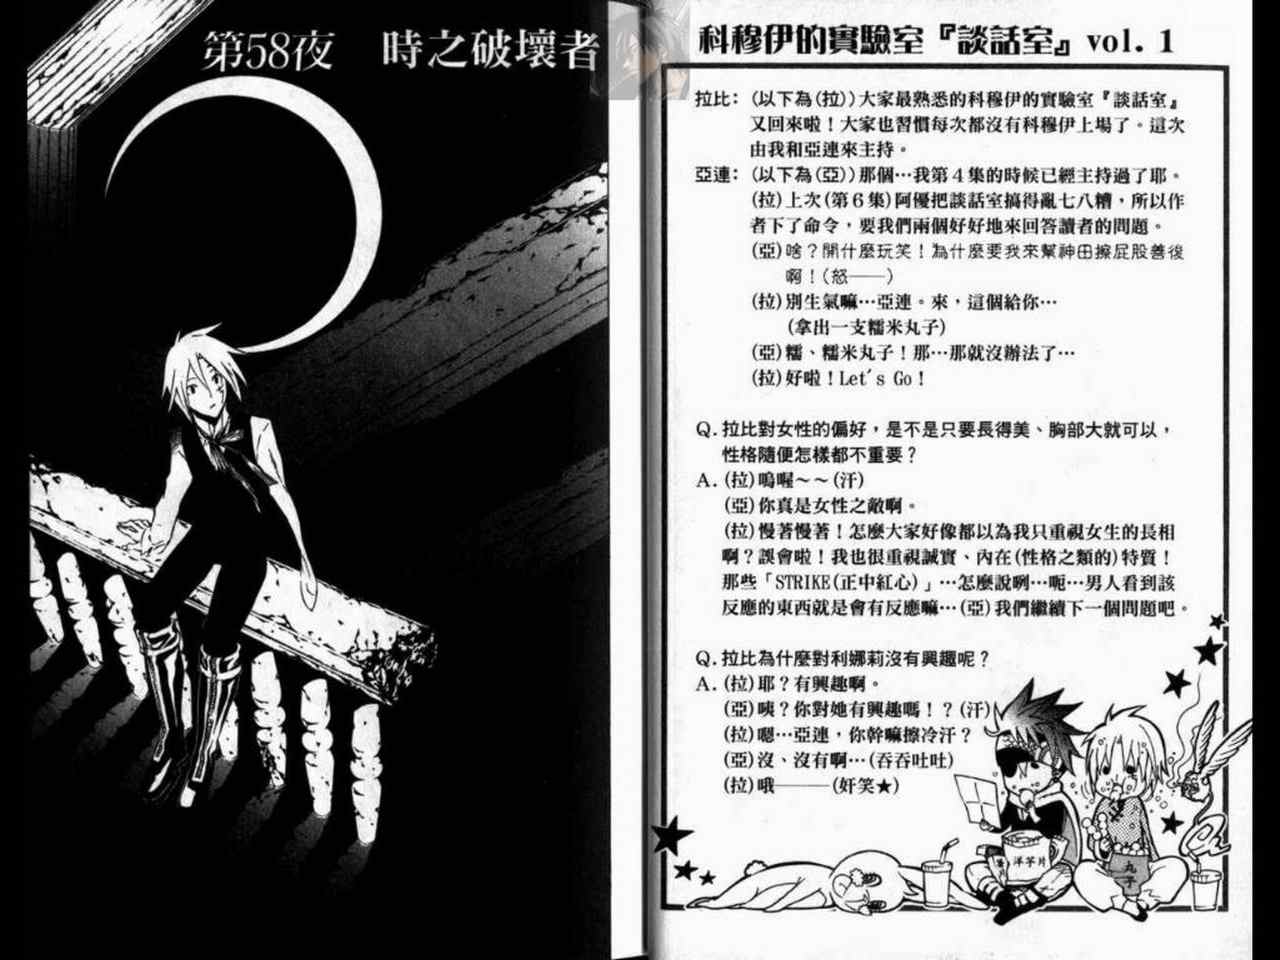 科穆伊的實驗室『談話室』vol.1
拉比：(以下為(拉))大家最熟悉的科穆伊的實驗室『談話室』
又回來啦！大家也習慣每次都沒有科穆伊上場了。這次
由我和亞連來主持。
亞連：(以下為(亞))那個…我第4集的時候已經主持過了耶。
(拉)上次(第6集)阿優把談話室搞得亂七八糟，所以作
者下了命令，要我們兩個好好地來回答讀者的問題。
(亞)啥？開什麼玩笑！為什麼要我來幫神田擦屁股善後
啊！(怒——)
(拉)別生氣嘛…亞連。來，這個給你…
(拿出一支糯米丸子)
(亞)糯、糯米丸子！那…那就沒辦法了…
(拉)好啦！Let's Go！
Q.拉比對女性的偏好，是不是只要長得美、胸部大就可以，
性格隨便怎樣都不重要？
A.(拉)嗚喔～～(汗)
(亞)你真是女性之敵啊。
(拉)慢著慢著！怎麼大家好像都以為我只重視女生的長相
啊？誤會啦！我也很重視誠實、內在(性格之類的)特質！
那些「STRIKE(正中紅心)」…怎麼說咧…呃…男人看到該
反應的東西就是會有反應嘛…(亞)我們繼續下一個問題吧。
Q.拉比為什麼對利娜莉沒有興趣呢？
A.(拉)耶？有興趣啊。
(亞)咦？你對她有興趣嗎！？(汗)
(拉)嗯…亞連，你幹嘛擦冷汗？
(亞)沒、沒有啊…(吞吞吐吐)
(拉)哦———(奸笑★)
洋芋片
丸子
第58夜　時之破壞者